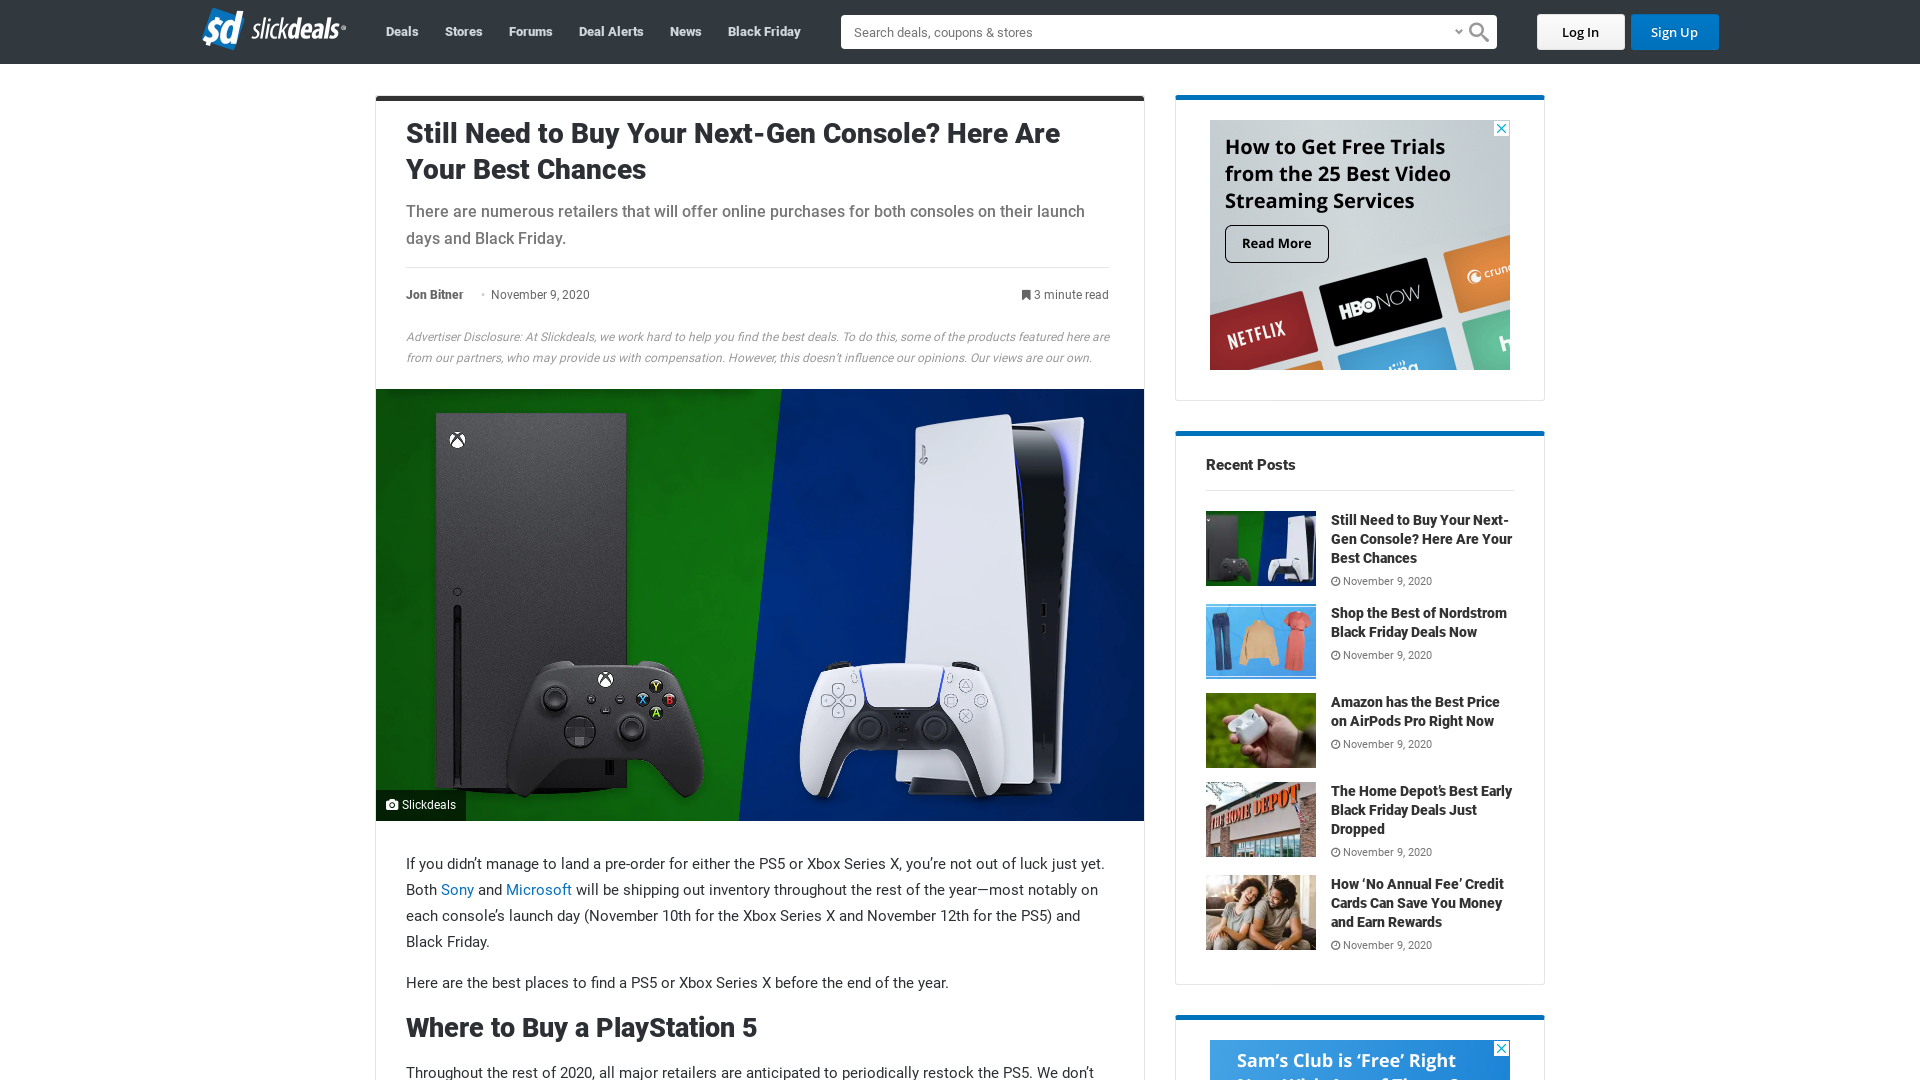 sd slickdeals
Deals
Stores
Forums
Deal Alerts
News
Black Friday
Search deals, coupons & stores
Log In
Sign Up
Still Need to Buy Your Next-Gen Console? Here Are
Your Best Chances
There are numerous retailers that will offer online purchases for both consoles on their launch
days and Black Friday.
Jon Bitner
November 9, 2020
3 minute read
Advertiser Disclosure: At Slickdeals, we work hard to help you find the best deals. To do this, some of the products featured here are
from our partners, who may provide us with compensation. However, this doesn’t influence our opinions. Our views are our own.
Y
X
B
A
Slickdeals
If you didn’t manage to land a pre-order for either the PS5 or Xbox Series X, you’re not out of luck just yet.
Both Sony and Microsoft will be shipping out inventory throughout the rest of the year—most notably on
each console’s launch day (November 10th for the Xbox Series X and November 12th for the PS5) and
Black Friday.
Here are the best places to find a PS5 or Xbox Series X before the end of the year.
Where to Buy a PlayStation 5
Throughout the rest of 2020, all major retailers are anticipated to periodically restock the PS5. We don’t
How to Get Free Trials
from the 25 Best Video
Streaming Services
Read More
NETFLIX
HBO NOW
crunc
ling
h
Recent Posts
Still Need to Buy Your Next-
Gen Console? Here Are Your
Best Chances
November 9, 2020
Shop the Best of Nordstrom
Black Friday Deals Now
November 9, 2020
Amazon has the Best Price
on AirPods Pro Right Now
November 9, 2020
THE HOME DEPOT
The Home Depot’s Best Early
Black Friday Deals Just
Dropped
November 9, 2020
How ‘No Annual Fee’ Credit
Cards Can Save You Money
and Earn Rewards
November 9, 2020
Sam’s Club is ‘Free’ Right